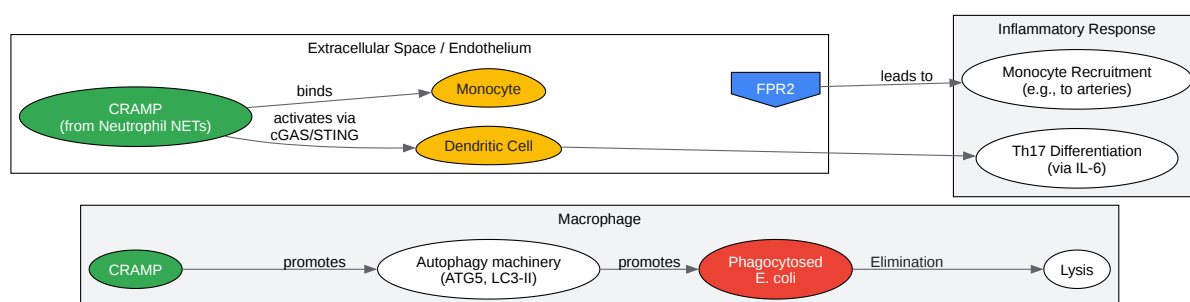 Extracellular Space / Endothelium
Inflammatory Response
CRAMP
(from Neutrophil NETs)
binds
Monocyte
activates via
cGAS/STING
Dendritic Cell
FPR2
leads to
Monocyte Recruitment
(e.g., to arteries)
Th17 Differentiation
(via IL-6)
Macrophage
CRAMP
promotes
Autophagy machinery
(ATG5, LC3-II)
promotes
Phagocytosed
E. coli
Elimination
Lysis